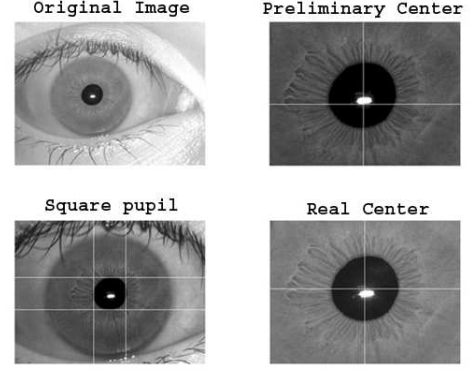 Original Image
Preliminary Center
Square pupil
Real Center